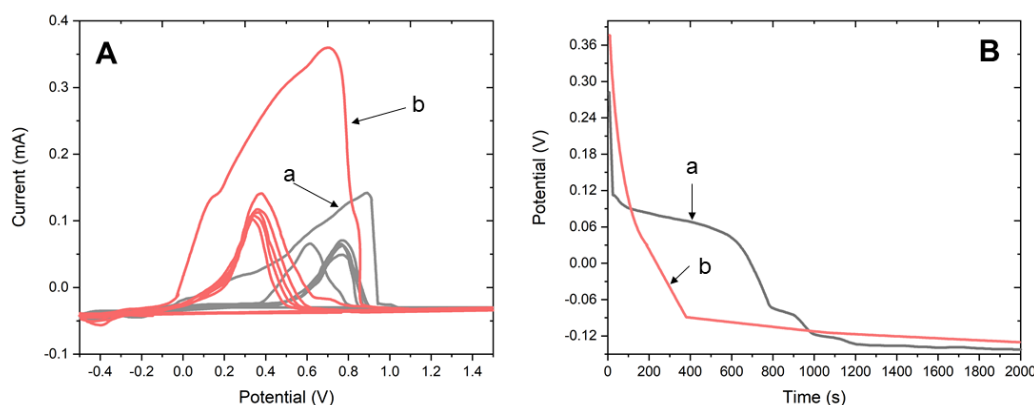 A
b
a
Current (mA)
0.4
0.3
0.2
0.1
0.0
-0.1
-0.4 -0.2 0.0 0.2 0.4 0.6 0.8 1.0 1.2 1.4
Potential (V)
B
a
b
Potential (V)
0.36
0.30
0.24
0.18
0.12
0.06
0.00
-0.06
-0.12
0 200 400 600 800 1000 1200 1400 1600 1800 2000
Time (s)